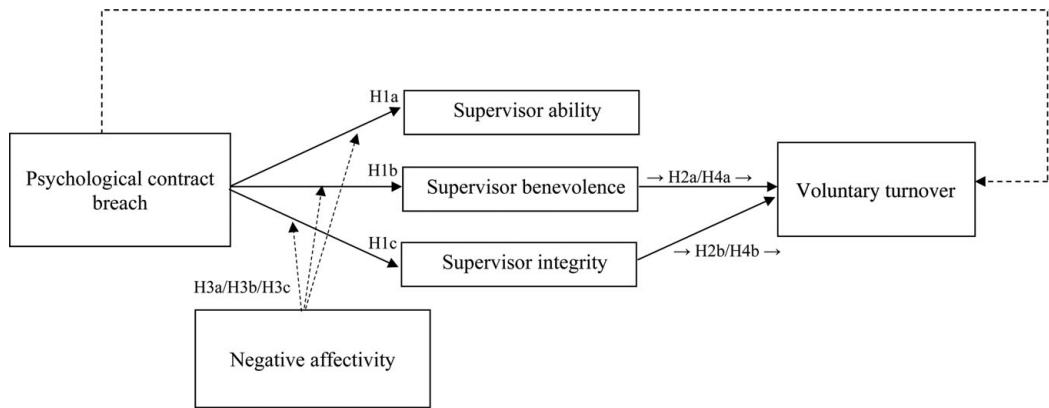 H1a
Supervisor ability
Psychological contract
breach
H1b
Supervisor benevolence
→ H2a/H4a →
Voluntary turnover
H1c
Supervisor integrity
→ H2b/H4b →
H3a/H3b/H3c
Negative affectivity